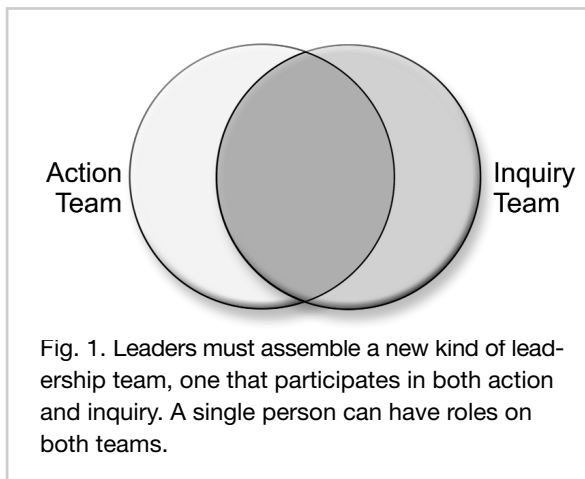 Action
Team
Inquiry
Team
Fig. 1. Leaders must assemble a new kind of lead-
ership team, one that participates in both action
and inquiry. A single person can have roles on
both teams.